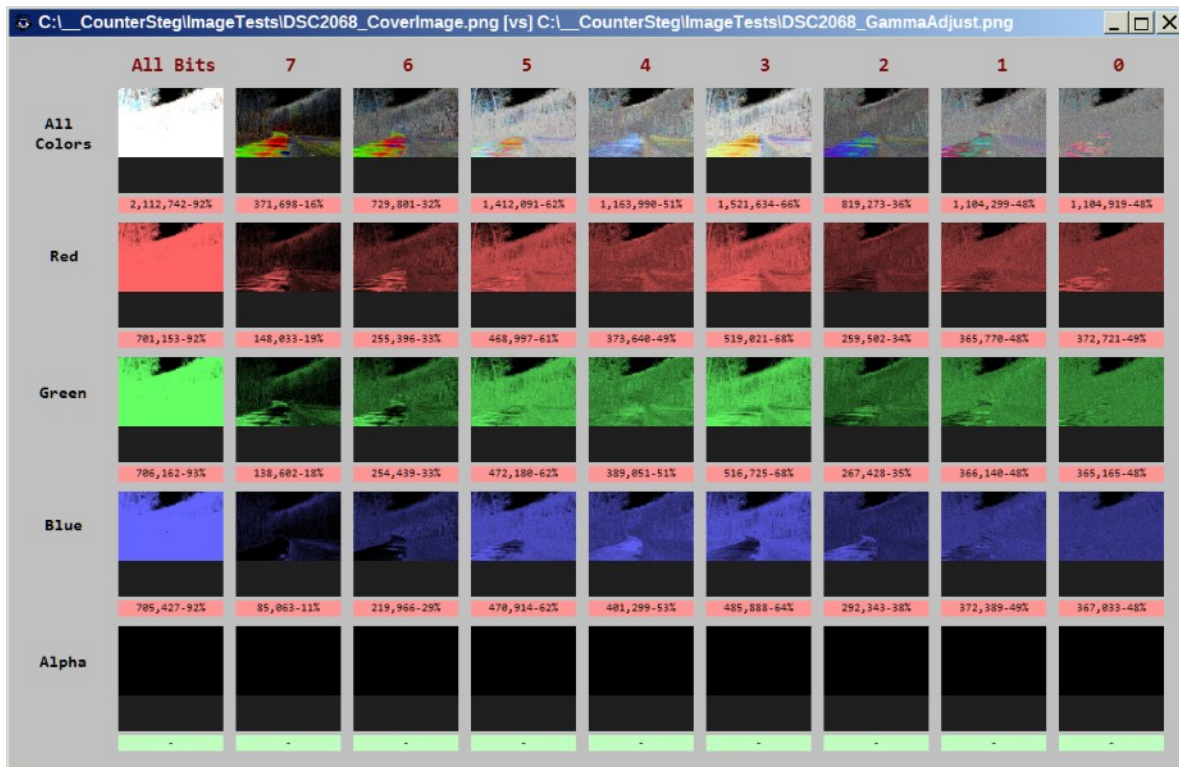 C:\__CounterSteg\ImageTests\DSC2068_CoverImage.png [vs] C:\__CounterSteg\ImageTests\DSC2068_GammaAdjust.png
All Bits 7 6 5 4 3 2 1 0
All
Colors
2,112,742-92% 371,698-16% 729,801-32% 1,412,091-62% 1,163,990-51% 1,521,634-66% 819,273-36% 1,104,299-48% 1,104,919-48%
Red
701,153-92% 148,033-19% 255,396-33% 468,997-61% 373,640-49% 519,021-68% 259,502-34% 365,770-48% 372,721-49%
Green
706,162-93% 138,602-18% 254,439-33% 472,180-62% 389,051-51% 516,725-68% 267,428-35% 366,140-48% 365,165-48%
Blue
705,427-92% 85,063-11% 219,966-29% 470,914-62% 401,299-53% 485,888-64% 292,343-38% 372,389-49% 367,033-48%
Alpha
- - - - - - - - -